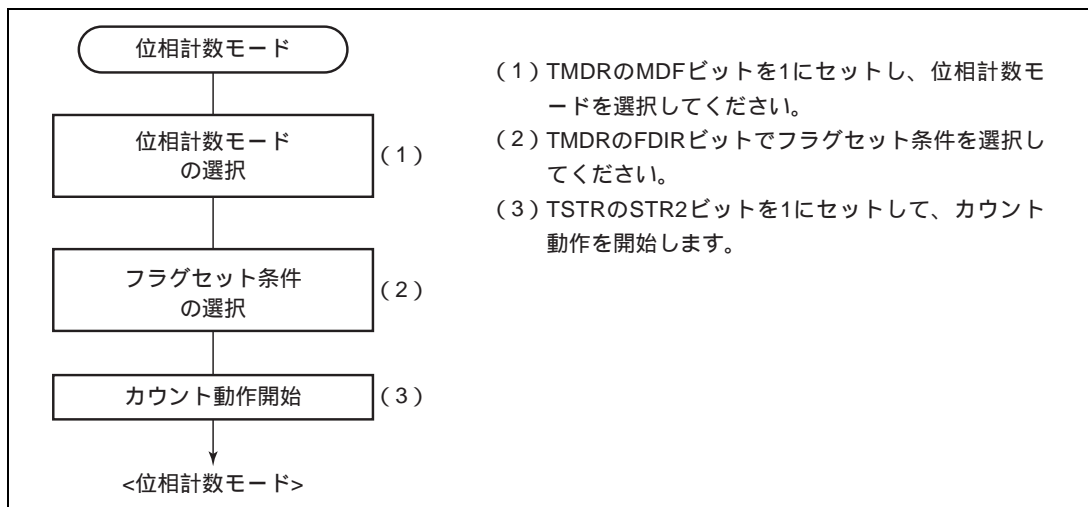 位相計数モード
位相計数モード
の選択
(1)
フラグセット条件
の選択
(2)
カウント動作開始
(3)
<位相計数モード>
(1)TMDRのMDFビットを1にセットし、位相計数モ
ードを選択してください。
(2)TMDRのFDIRビットでフラグセット条件を選択し
てください。
(3)TSTRのSTR2ビットを1にセットして、カウント
動作を開始します。